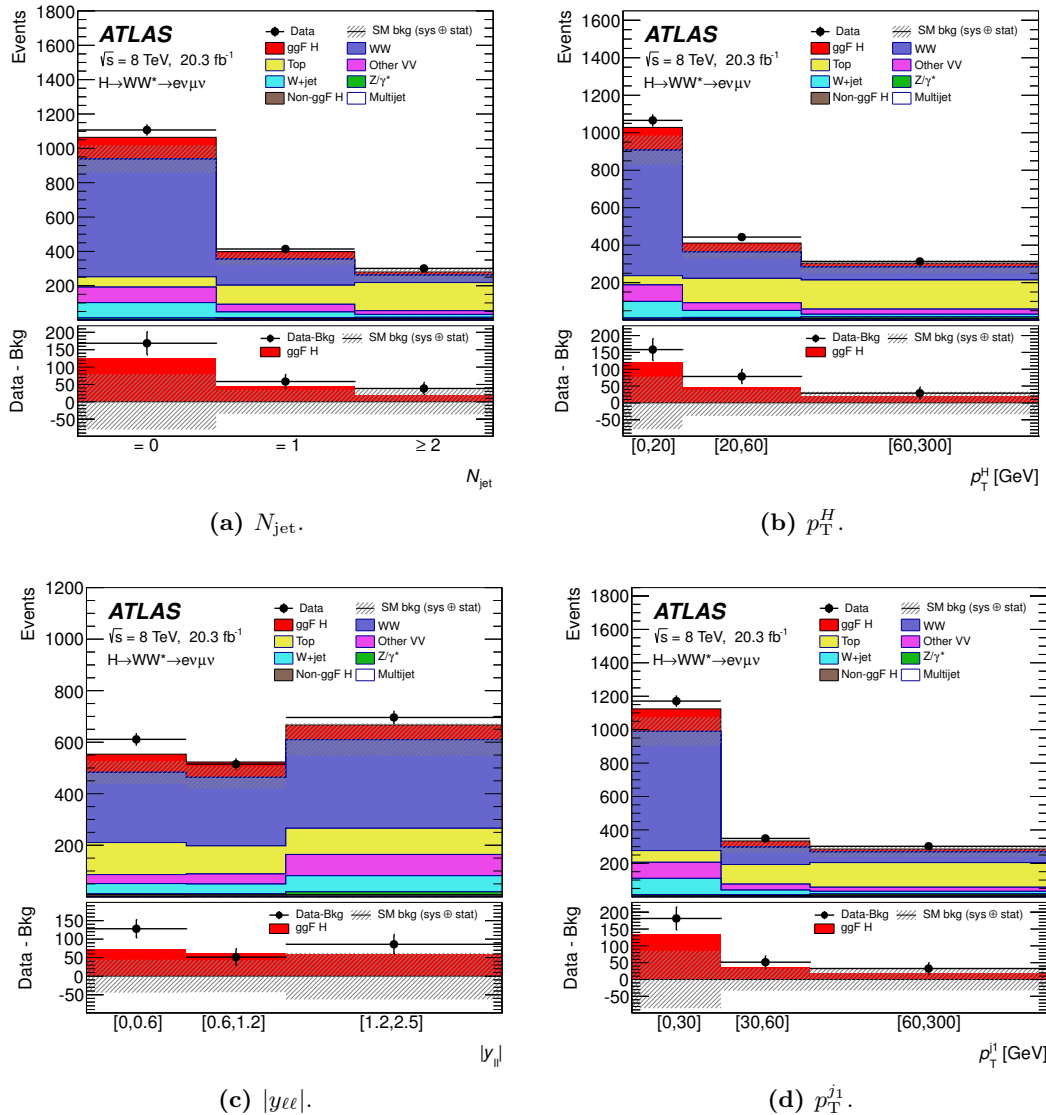 Events
1800
1600
1400
1200
1000
800
600
400
200
ATLAS
√s = 8 TeV, 20.3 fb⁻¹
H→WW*→eνμν
Data
SM bkg (sys ⊕ stat)
ggF H
WW
Top
Other VV
W+jet
Z/γ*
Non-ggF H
Multijet
Data - Bkg
200
150
100
50
0
-50
Data-Bkg
SM bkg (sys ⊕ stat)
ggF H
= 0
= 1
≥ 2
N_jet
(a) N_jet.
Events
1600
1400
1200
1000
800
600
400
200
ATLAS
√s = 8 TeV, 20.3 fb⁻¹
H→WW*→eνμν
Data
SM bkg (sys ⊕ stat)
ggF H
WW
Top
Other VV
W+jet
Z/γ*
Non-ggF H
Multijet
Data - Bkg
200
150
100
50
0
-50
Data-Bkg
SM bkg (sys ⊕ stat)
ggF H
[0,20]
[20,60]
[60,300]
p_T^H [GeV]
(b) p_T^H.
Events
1200
1000
800
600
400
200
ATLAS
√s = 8 TeV, 20.3 fb⁻¹
H→WW*→eνμν
Data
SM bkg (sys ⊕ stat)
ggF H
WW
Top
Other VV
W+jet
Z/γ*
Non-ggF H
Multijet
Data - Bkg
150
100
50
0
-50
Data-Bkg
SM bkg (sys ⊕ stat)
ggF H
[0,0.6]
[0.6,1.2]
[1.2,2.5]
|y_ll|
(c) |y_ℓℓ|.
Events
1800
1600
1400
1200
1000
800
600
400
200
ATLAS
√s = 8 TeV, 20.3 fb⁻¹
H→WW*→eνμν
Data
SM bkg (sys ⊕ stat)
ggF H
WW
Top
Other VV
W+jet
Z/γ*
Non-ggF H
Multijet
Data - Bkg
200
150
100
50
0
-50
Data-Bkg
SM bkg (sys ⊕ stat)
ggF H
[0,30]
[30,60]
[60,300]
p_T^j1 [GeV]
(d) p_T^j1.